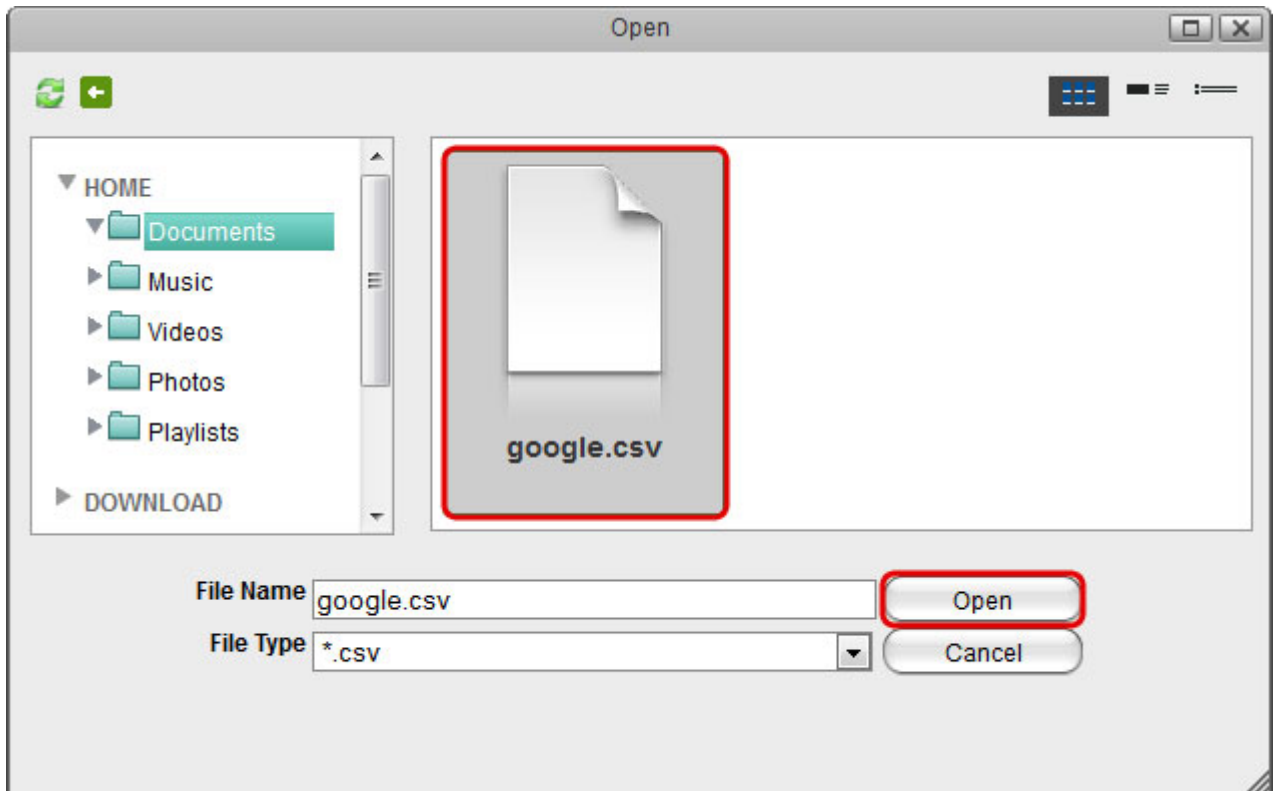 Open
HOME
Documents
Music
Videos
Photos
Playlists
DOWNLOAD
google.csv
File Name google.csv Open
File Type *.csv Cancel